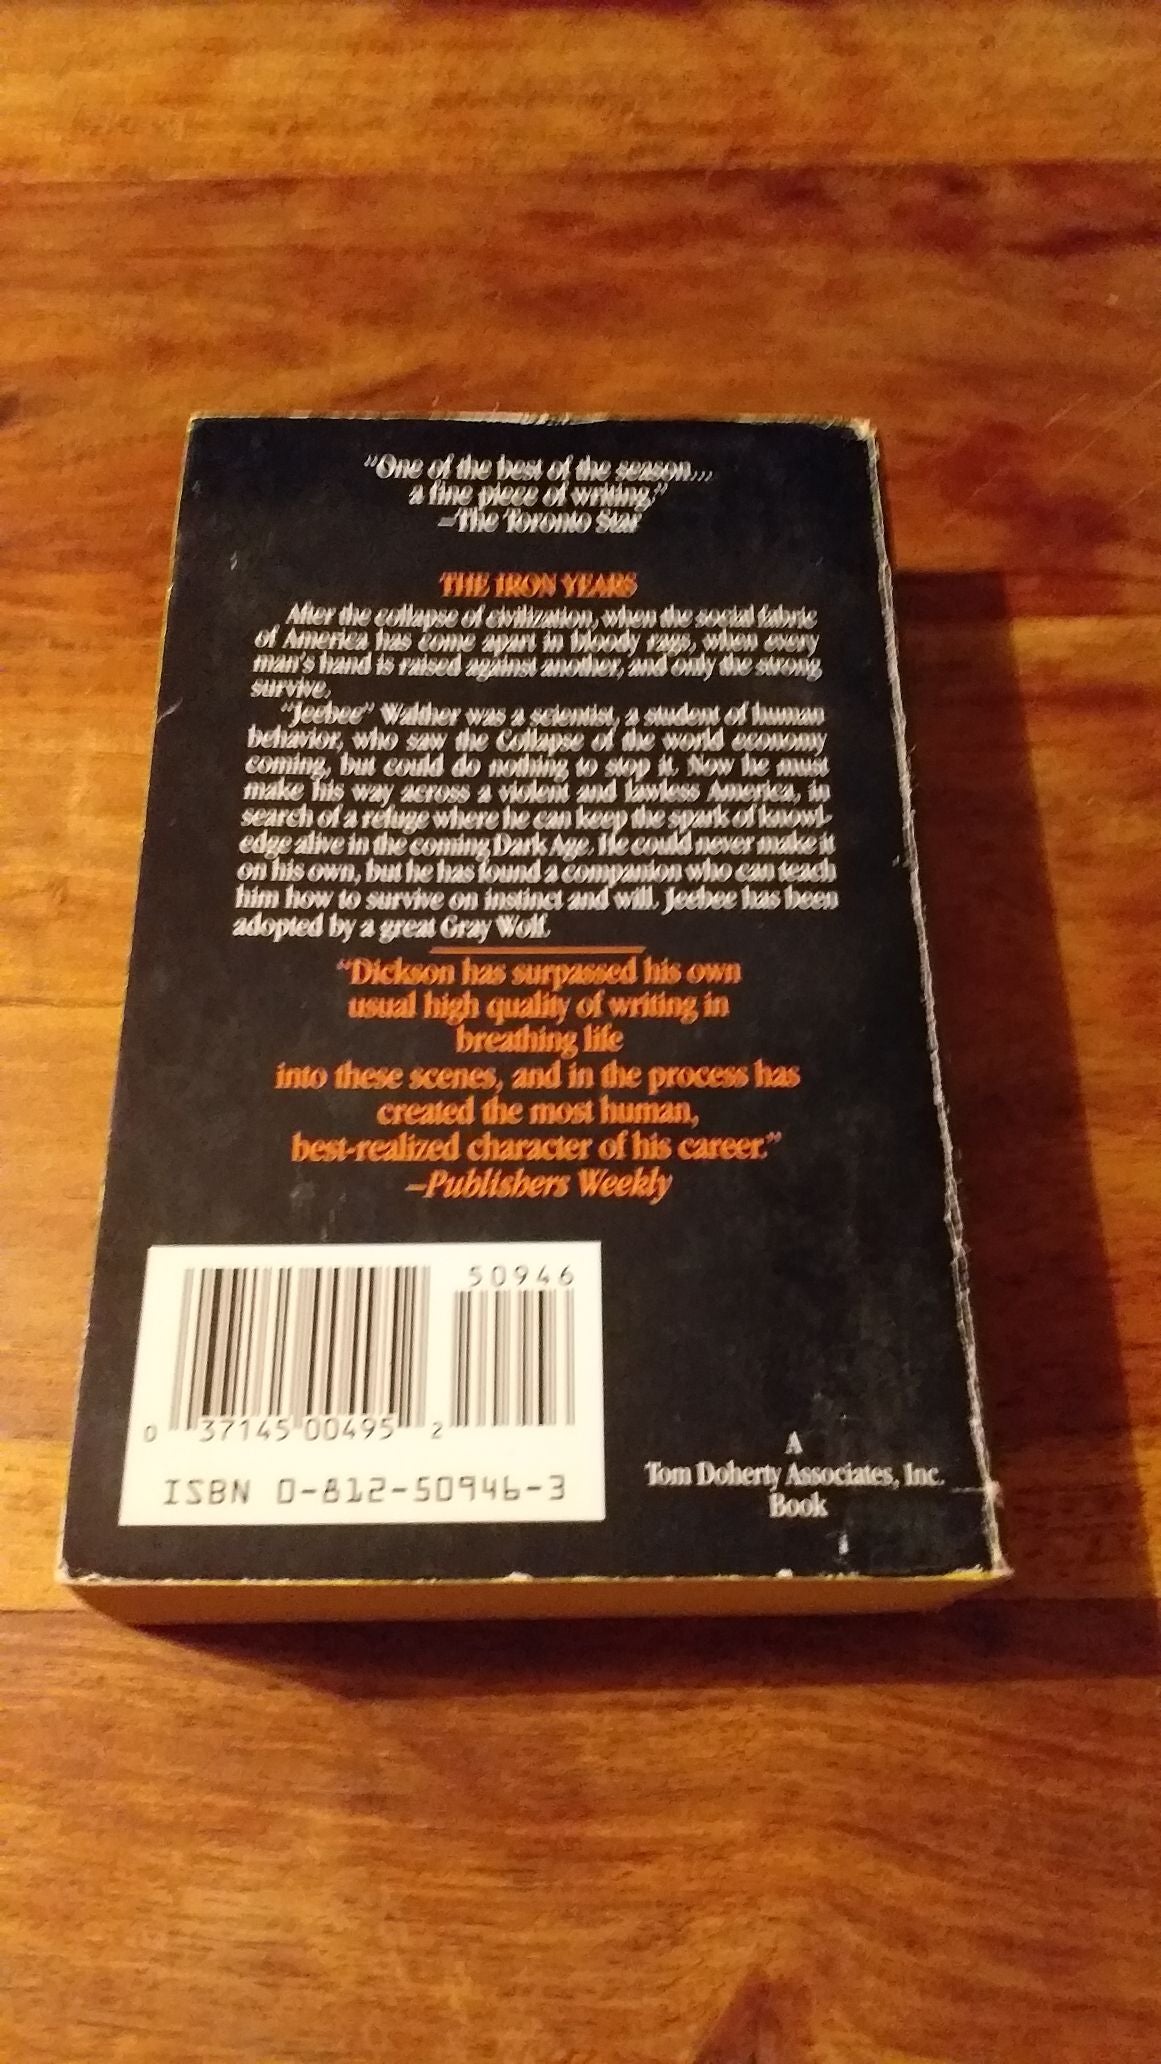 "One of the best of the season...
a fine piece of writing."
—The Toronto Star
THE IRON YEARS
After the collapse of civilization, when the social fabric
of America has come apart in bloody rags, when every
man's hand is raised against another, and only the strong
survive.
"Jeebee" Walther was a scientist, a student of human
behavior, who saw the Collapse of the world economy
coming, but could do nothing to stop it. Now he must
make his way across a violent and lawless America, in
search of a refuge where he can keep the spark of knowl-
edge alive in the coming Dark Age. He could never make it
on his own, but he has found a companion who can teach
him how to survive on instinct and will. Jeebee has been
adopted by a great Gray Wolf.
"Dickson has surpassed his own
usual high quality of writing in
breathing life
into these scenes, and in the process has
created the most human,
best-realized character of his career."
—Publishers Weekly
50946
0 37145 00495 2
ISBN 0-812-50946-3
A
Tom Doherty Associates, Inc.
Book